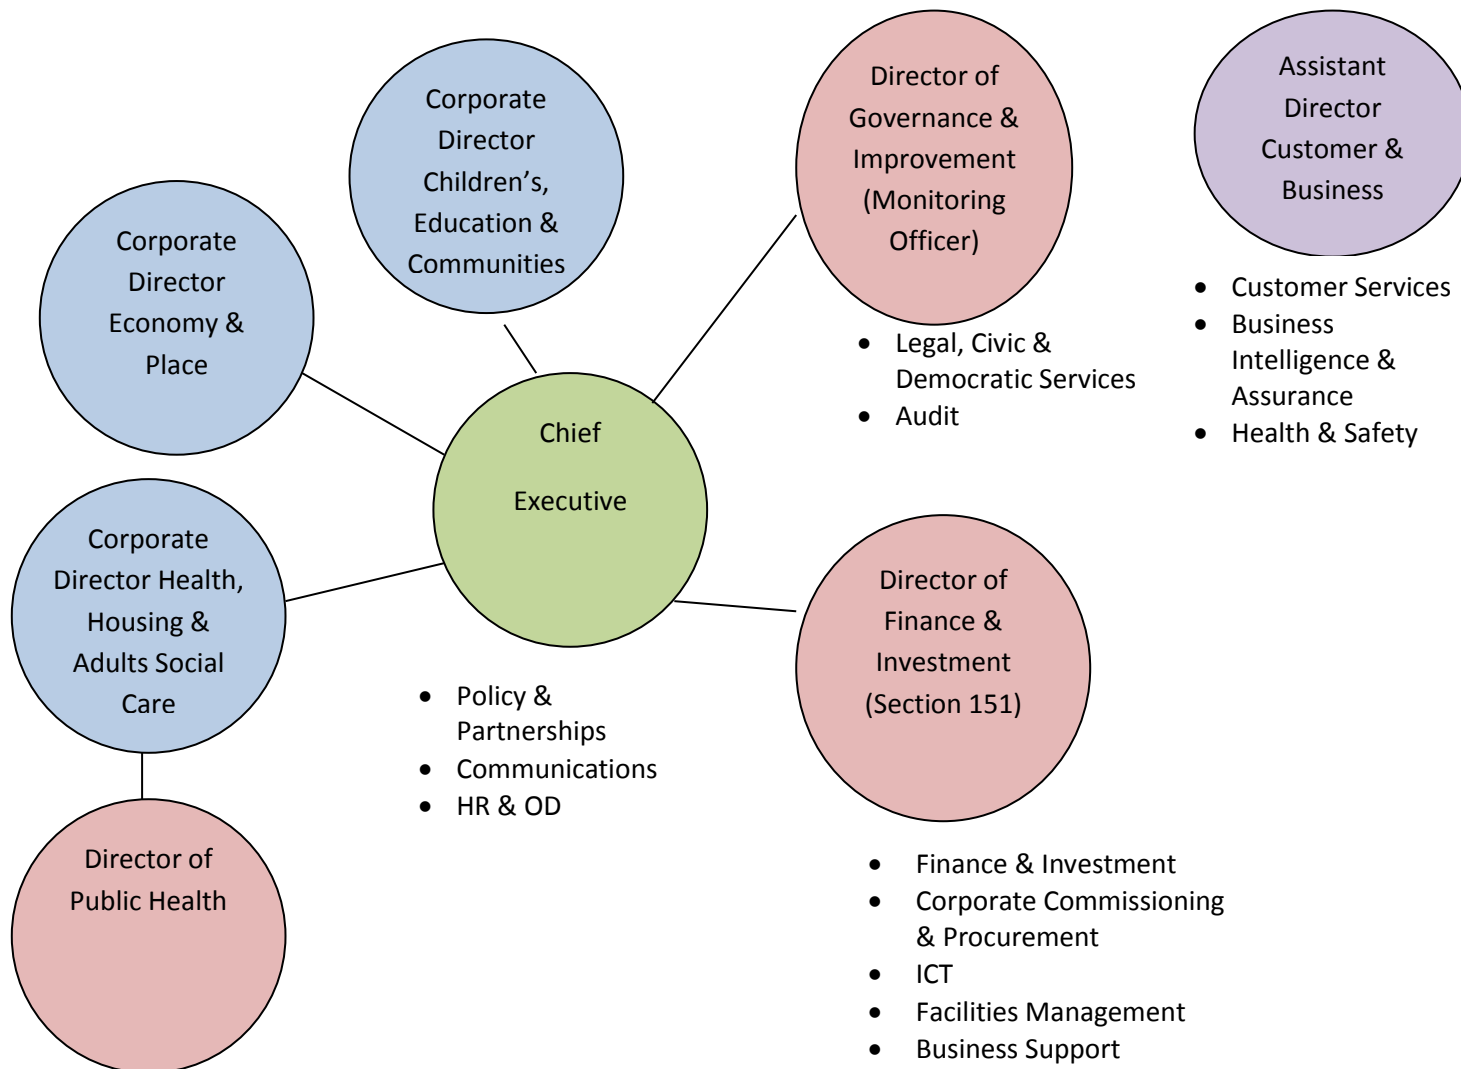 Corporate
Director
Children’s,
Education &
Communities
Director of
Governance &
Improvement
(Monitoring
Officer)
Assistant
Director
Customer &
Business
Corporate
Director
Economy &
Place
• Legal, Civic &
Democratic Services
• Audit
• Customer Services
• Business
Intelligence &
Assurance
• Health & Safety
Chief
Executive
Corporate
Director Health,
Housing &
Adults Social
Care
Director of
Finance &
Investment
(Section 151)
• Policy &
Partnerships
• Communications
• HR & OD
Director of
Public Health
• Finance & Investment
• Corporate Commissioning
& Procurement
• ICT
• Facilities Management
• Business Support